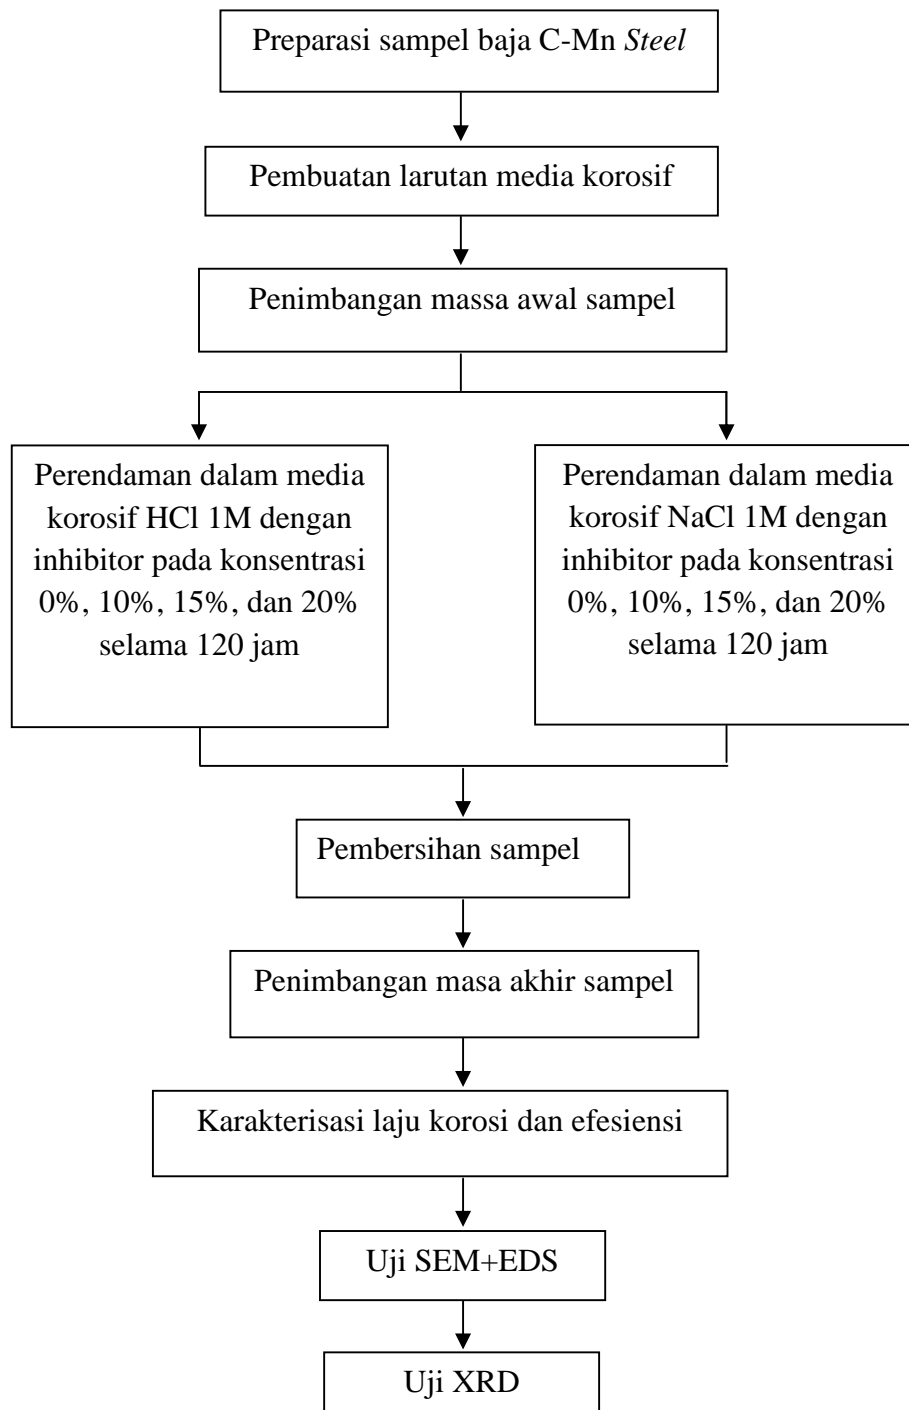 Preparasi sampel baja C-Mn Steel
Pembuatan larutan media korosif
Penimbangan massa awal sampel
Perendaman dalam media
korosif HCl 1M dengan
inhibitor pada konsentrasi
0%, 10%, 15%, dan 20%
selama 120 jam
Perendaman dalam media
korosif NaCl 1M dengan
inhibitor pada konsentrasi
0%, 10%, 15%, dan 20%
selama 120 jam
Pembersihan sampel
Penimbangan masa akhir sampel
Karakterisasi laju korosi dan efesiensi
Uji SEM+EDS
Uji XRD